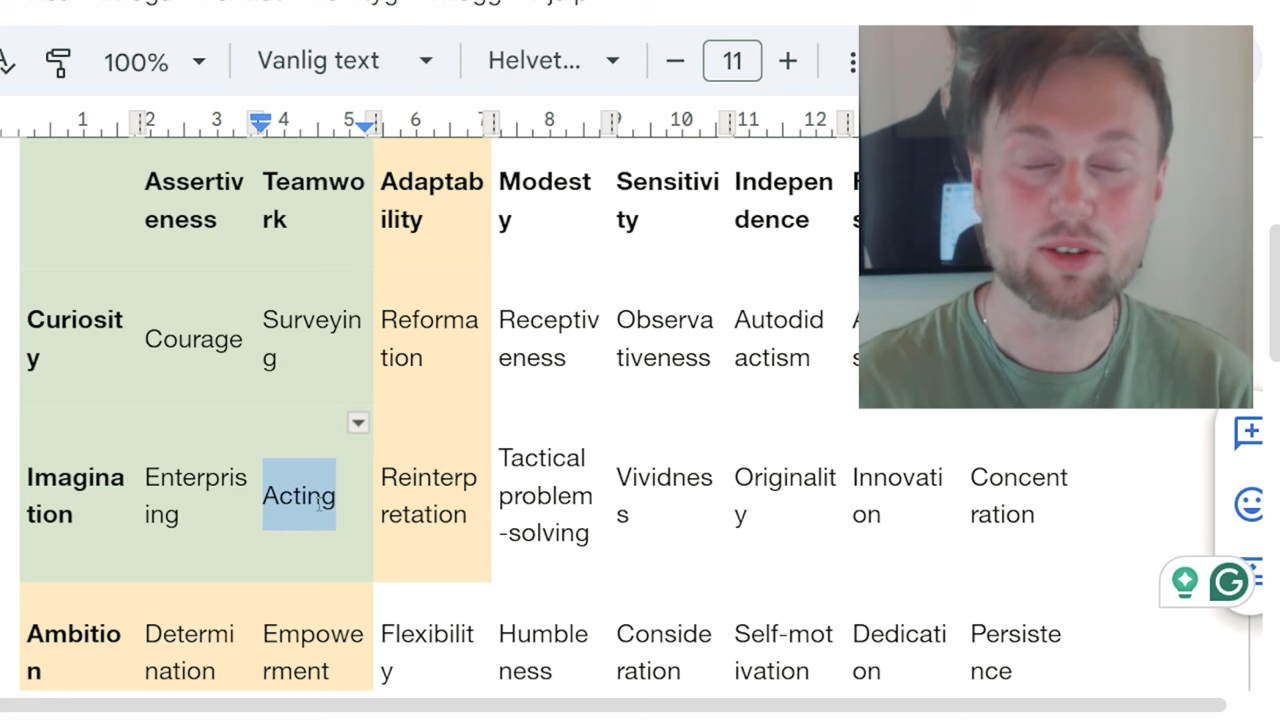 100%
Vanlig text
Helvet...
11
1 2 3 4 5 6 7 8 9 10 11 12
Assertiv Teamwo Adaptab Modest Sensitivi Indepen
eness rk ility y ty dence
Curiosit Courage Surveyin Reforma Receptiv Observa Autodid
y g tion eness tiveness actism
Imagina Enterpris Acting Reinterp Tactical Vividnes Originalit Innovati Concent
tion ing retation problem s y on ration
-solving
Ambitio Determi Empowe Flexibilit Humble Conside Self-mot Dedicati Persiste
n nation rment y ness ration ivation on nce